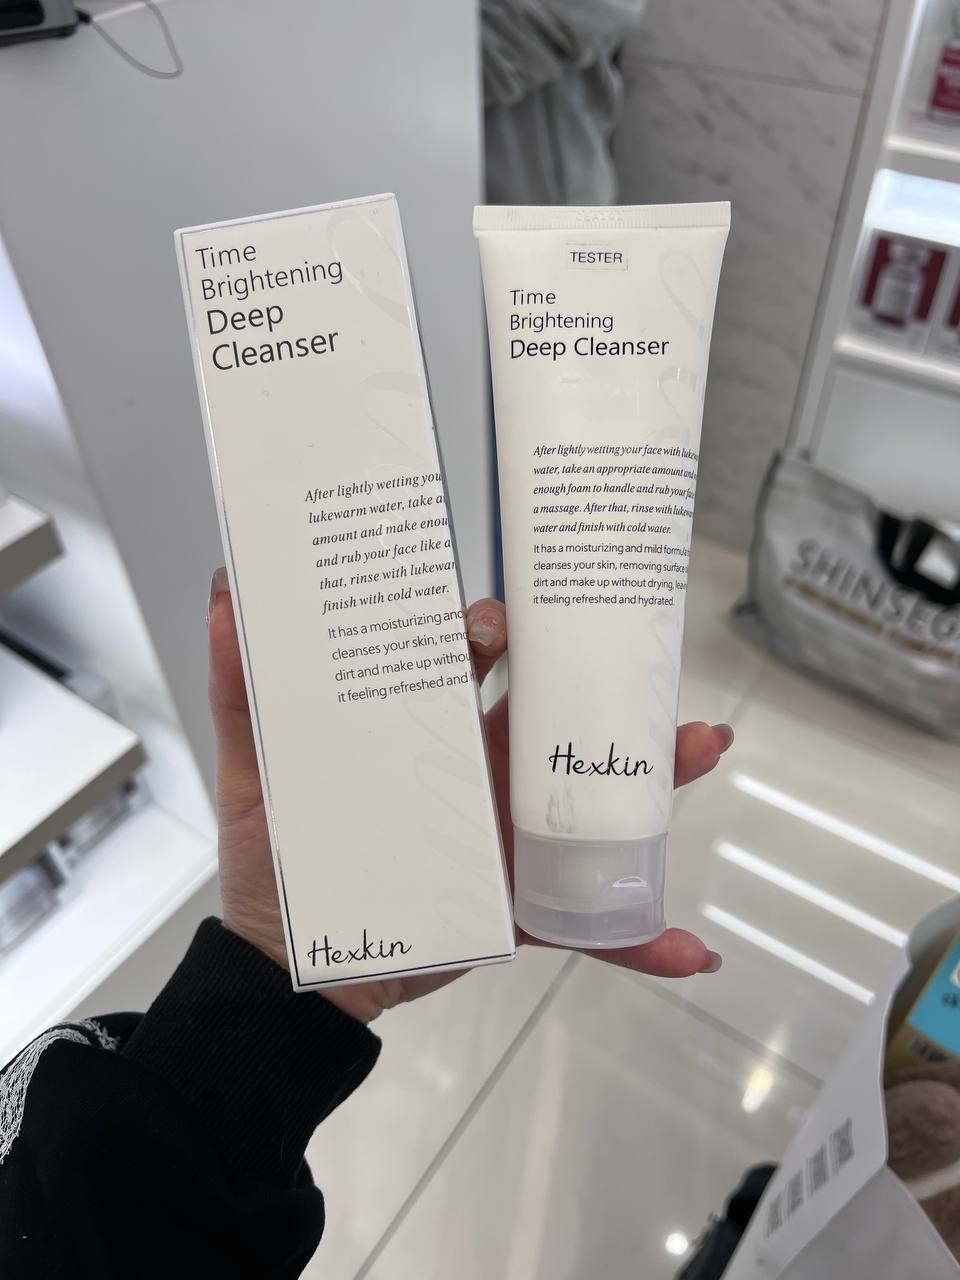 Time
Brightening
Deep
Cleanser
After lightly wetting you
lukewarm water, take
amount and make enou
and rub your face like a
that, rinse with lukewar
finish with cold water.
It has a moisturizing and
cleanses your skin, remo
dirt and make up withou
it feeling refreshed and
Hexkin
TESTER
Time
Brightening
Deep Cleanser
After lightly wetting your face with lukewa
water, take an appropriate amount and
enough foam to handle and rub your face
a massage. After that, rinse with lukewarm
water and finish with cold water.
It has a moisturizing and mild formula
cleanses your skin, removing surface
dirt and make up without drying, leav
it feeling refreshed and hydrated.
Hexkin
SHINSEG